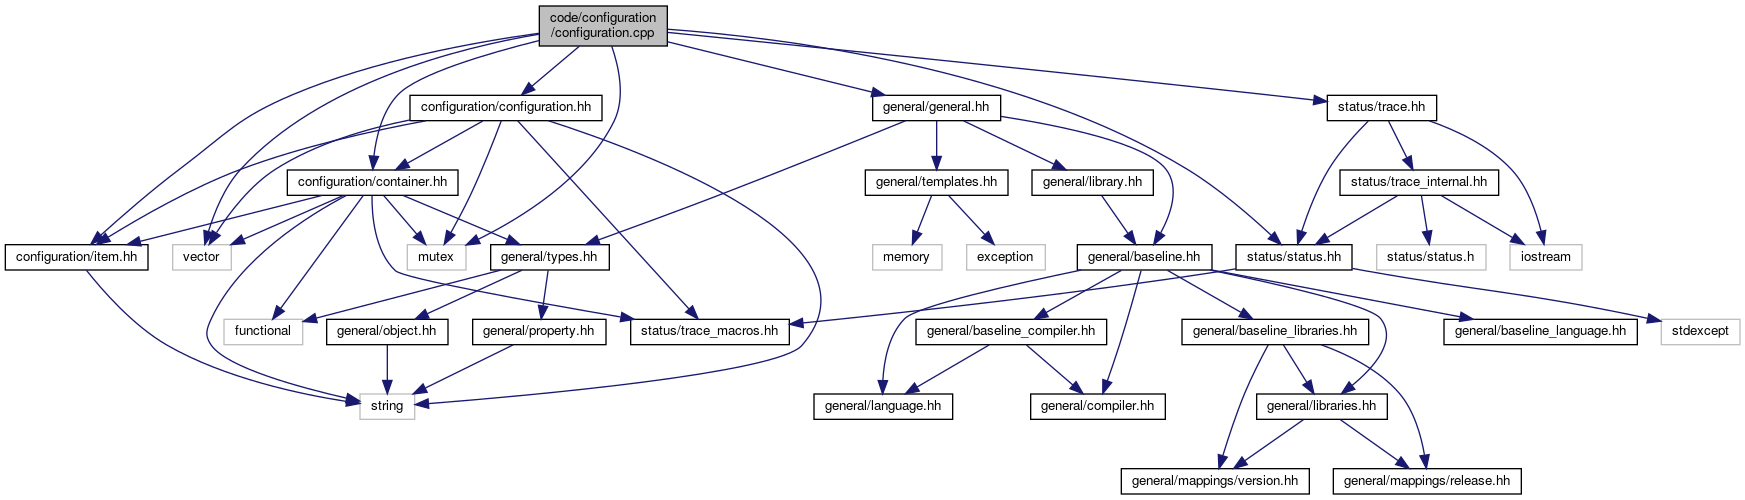 code/configuration
/configuration.cpp
configuration/configuration.hh
general/general.hh
status/trace.hh
configuration/container.hh
general/templates.hh
general/library.hh
status/trace_internal.hh
configuration/item.hh
vector
mutex
general/types.hh
memory
exception
general/baseline.hh
status/status.hh
status/status.h
iostream
functional
general/object.hh
general/property.hh
status/trace_macros.hh
general/baseline_compiler.hh
general/baseline_libraries.hh
general/baseline_language.hh
stdexcept
string
general/language.hh
general/compiler.hh
general/libraries.hh
general/mappings/version.hh
general/mappings/release.hh